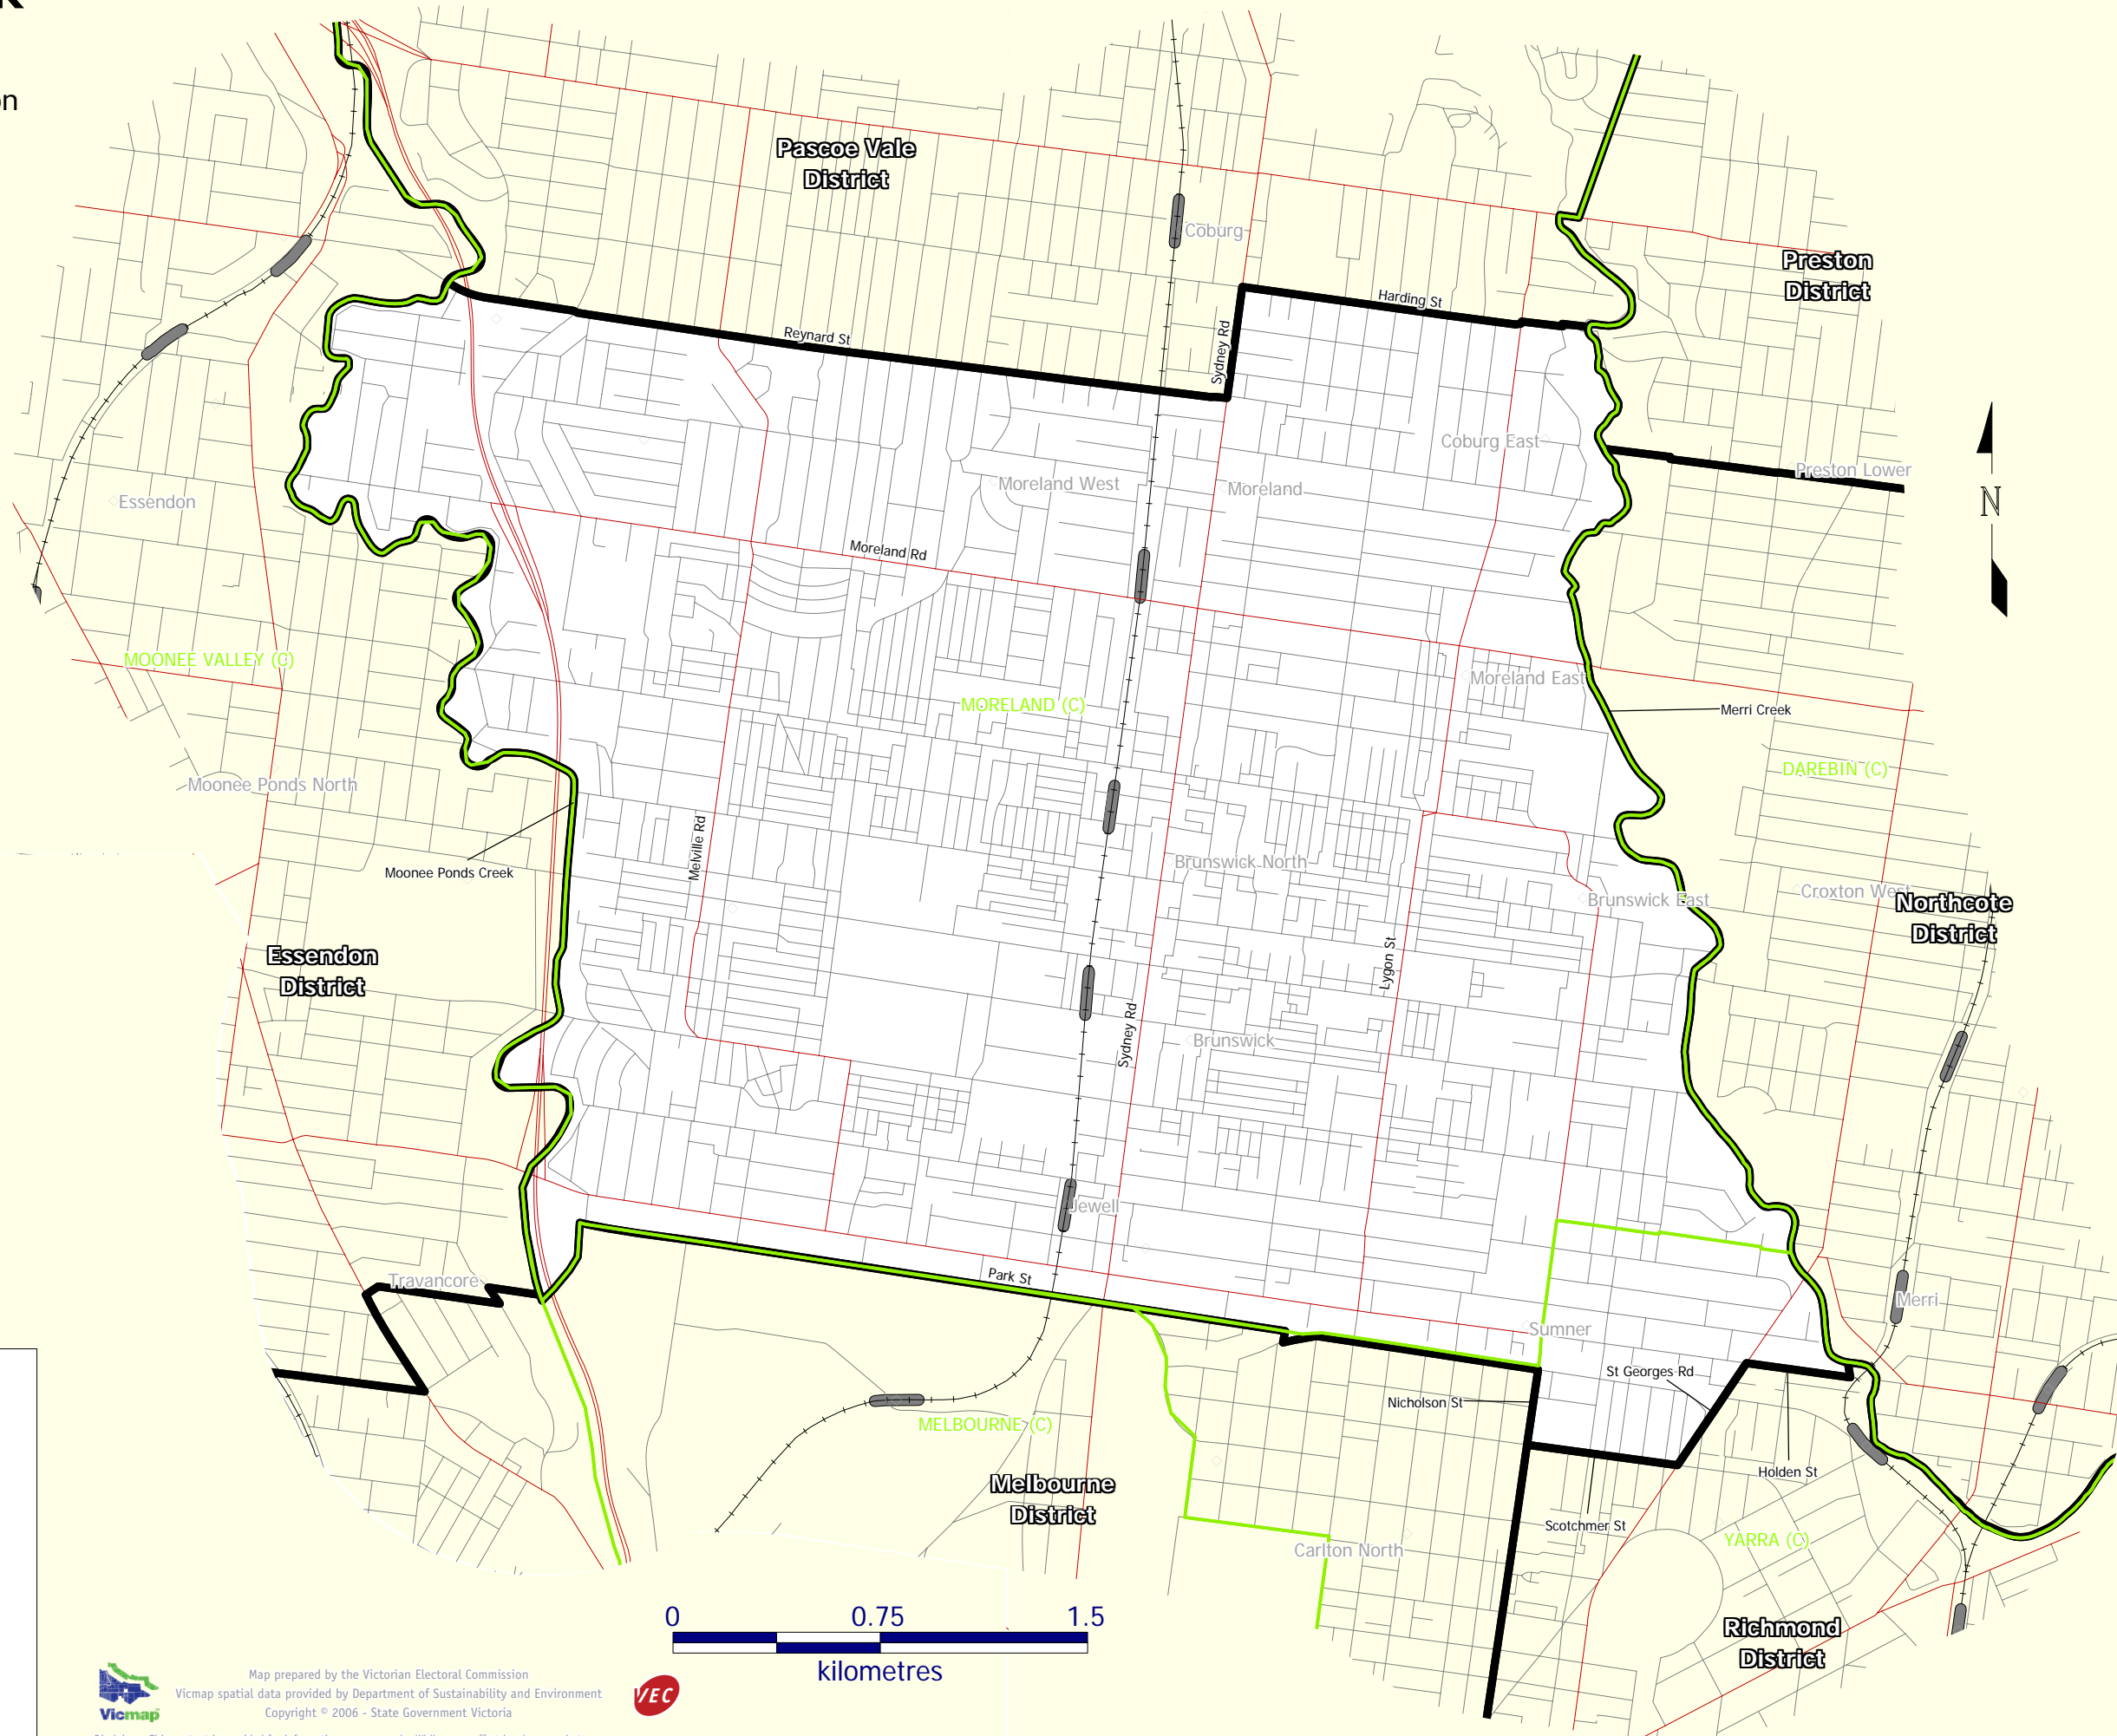 Pascoe Vale
District
Coburg
Preston
District
Harding St
Reynard St
Sydney Rd
Coburg East
Preston Lower
Moreland West
Moreland
Essendon
N
Moreland Rd
MOONEE VALLEY (C)
Moreland East
MORELAND (C)
Merri Creek
DAREBIN (C)
Moonee Ponds North
Melville Rd
Moonee Ponds Creek
Brunswick North
Brunswick East
Croxton West
Northcote
District
Essendon
District
Lygon St
Sydney Rd
Brunswick
Jewell
Travancore
Park St
Merri
Sumner
St Georges Rd
Nicholson St
MELBOURNE (C)
Holden St
Melbourne
District
Scotchmer St
YARRA (C)
Carlton North
Richmond
District
0 0.75 1.5
kilometres
Map prepared by the Victorian Electoral Commission
Vicmap spatial data provided by Department of Sustainability and Environment
Copyright © 2006 - State Government Victoria
Vicmap
VEC